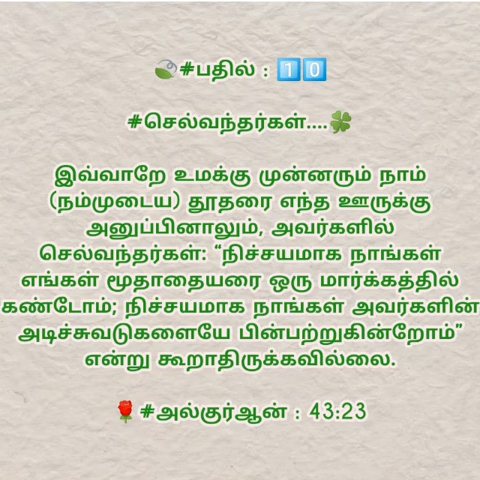 🍃#பதில் : 1️⃣0️⃣
#செல்வந்தர்கள்....🍀
இவ்வாறே உமக்கு முன்னரும் நாம்
(நம்முடைய) தூதரை எந்த ஊருக்கு
அனுப்பினாலும், அவர்களில்
செல்வந்தர்கள்: “நிச்சயமாக நாங்கள்
எங்கள் மூதாதையரை ஒரு மார்க்கத்தில்
கண்டோம்; நிச்சயமாக நாங்கள் அவர்களின்
அடிச்சுவடுகளையே பின்பற்றுகின்றோம்”
என்று கூறாதிருக்கவில்லை.
🌹#அல்குர்ஆன் : 43:23